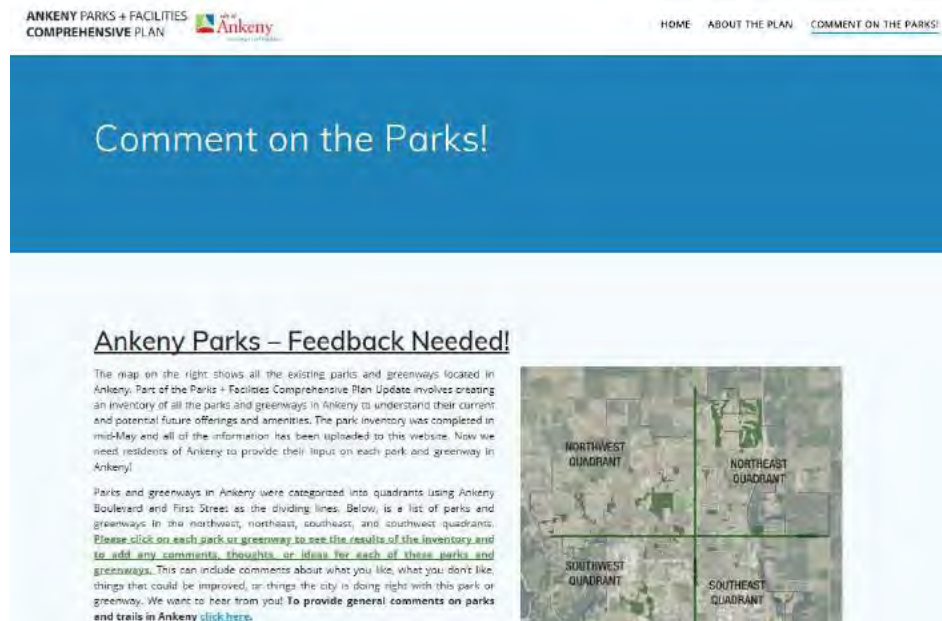 ANKENY PARKS + FACILITIES
COMPREHENSIVE PLAN
Ankeny
HOME ABOUT THE PLAN COMMENT ON THE PARKS!
Comment on the Parks!
Ankeny Parks – Feedback Needed!
The map on the right shows all the existing parks and greenways located in
Ankeny. Part of the Parks + Facilities Comprehensive Plan Update involves creating
an inventory of all the parks and greenways in Ankeny to understand their current
and potential future offerings and amenities. The park inventory was completed in
mid-May and all of the information has been uploaded to this website. Now we
need residents of Ankeny to provide their input on each park and greenway in
Ankeny!
Parks and greenways in Ankeny were categorized into quadrants using Ankeny
Boulevard and First Street as the dividing lines. Below, is a list of parks and
greenways in the northwest, northeast, southeast, and southwest quadrants.
Please click on each park or greenway to see the results of the inventory and
to add any comments, thoughts, or ideas for each of these parks and
greenways. This can include comments about what you like, what you don't like,
things that could be improved, or things the city is doing right with this park or
greenway. We want to hear from you! To provide general comments on parks
and trails in Ankeny click here.
NORTHWEST
QUADRANT
NORTHEAST
QUADRANT
SOUTHWEST
QUADRANT
SOUTHEAST
QUADRANT